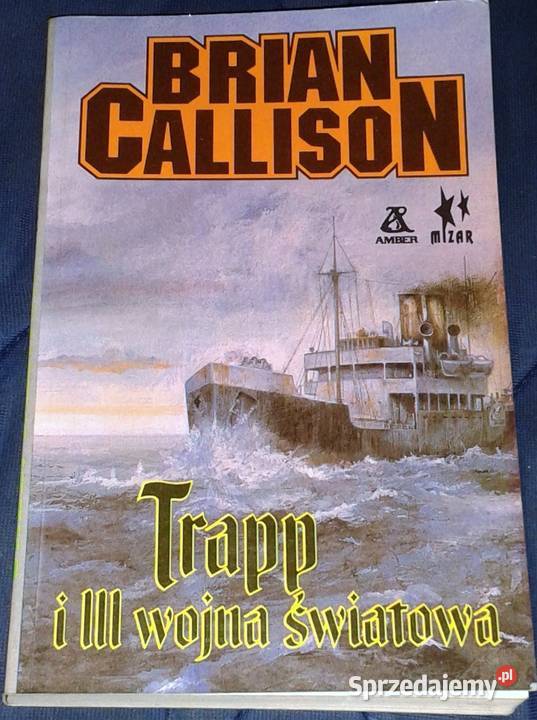 BRIAN
CALLISON
AMBER
MIZAR
Trapp
i III wojna światowa
Sprzedajemy.pl